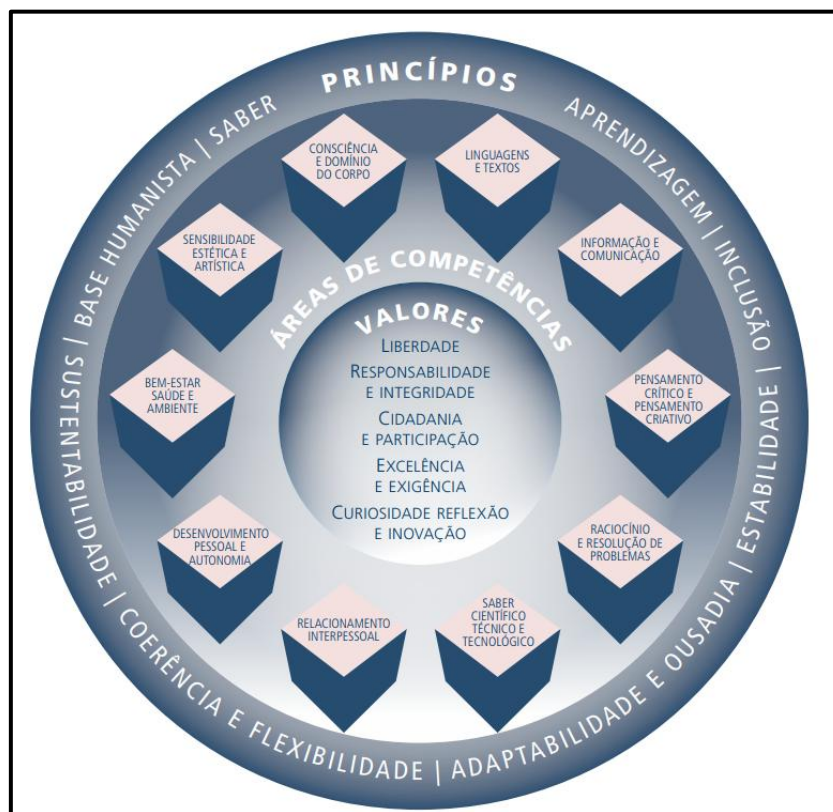 PRINCÍPIOS
BASE HUMANISTA | SABER
APRENDIZAGEM | INCLUSÃO |
ESTABILIDADE |
ADAPTABILIDADE E OUSADIA |
COERÊNCIA E FLEXIBILIDADE |
SUSTENTABILIDADE |
CONSCIÊNCIA
E DOMÍNIO
DO CORPO
LINGUAGENS
E TEXTOS
INFORMAÇÃO E
COMUNICAÇÃO
PENSAMENTO
CRÍTICO E
PENSAMENTO
CRIATIVO
RACIOCÍNIO
E RESOLUÇÃO DE
PROBLEMAS
SABER
CIENTÍFICO
TÉCNICO E
TECNOLÓGICO
RELACIONAMENTO
INTERPESSOAL
DESENVOLVIMENTO
PESSOAL E
AUTONOMIA
BEM-ESTAR
SAÚDE E
AMBIENTE
SENSIBILIDADE
ESTÉTICA E
ARTÍSTICA
ÁREAS DE COMPETÊNCIAS
VALORES
LIBERDADE
RESPONSABILIDADE
E INTEGRIDADE
CIDADANIA
E PARTICIPAÇÃO
EXCELÊNCIA
E EXIGÊNCIA
CURIOSIDADE REFLEXÃO
E INOVAÇÃO